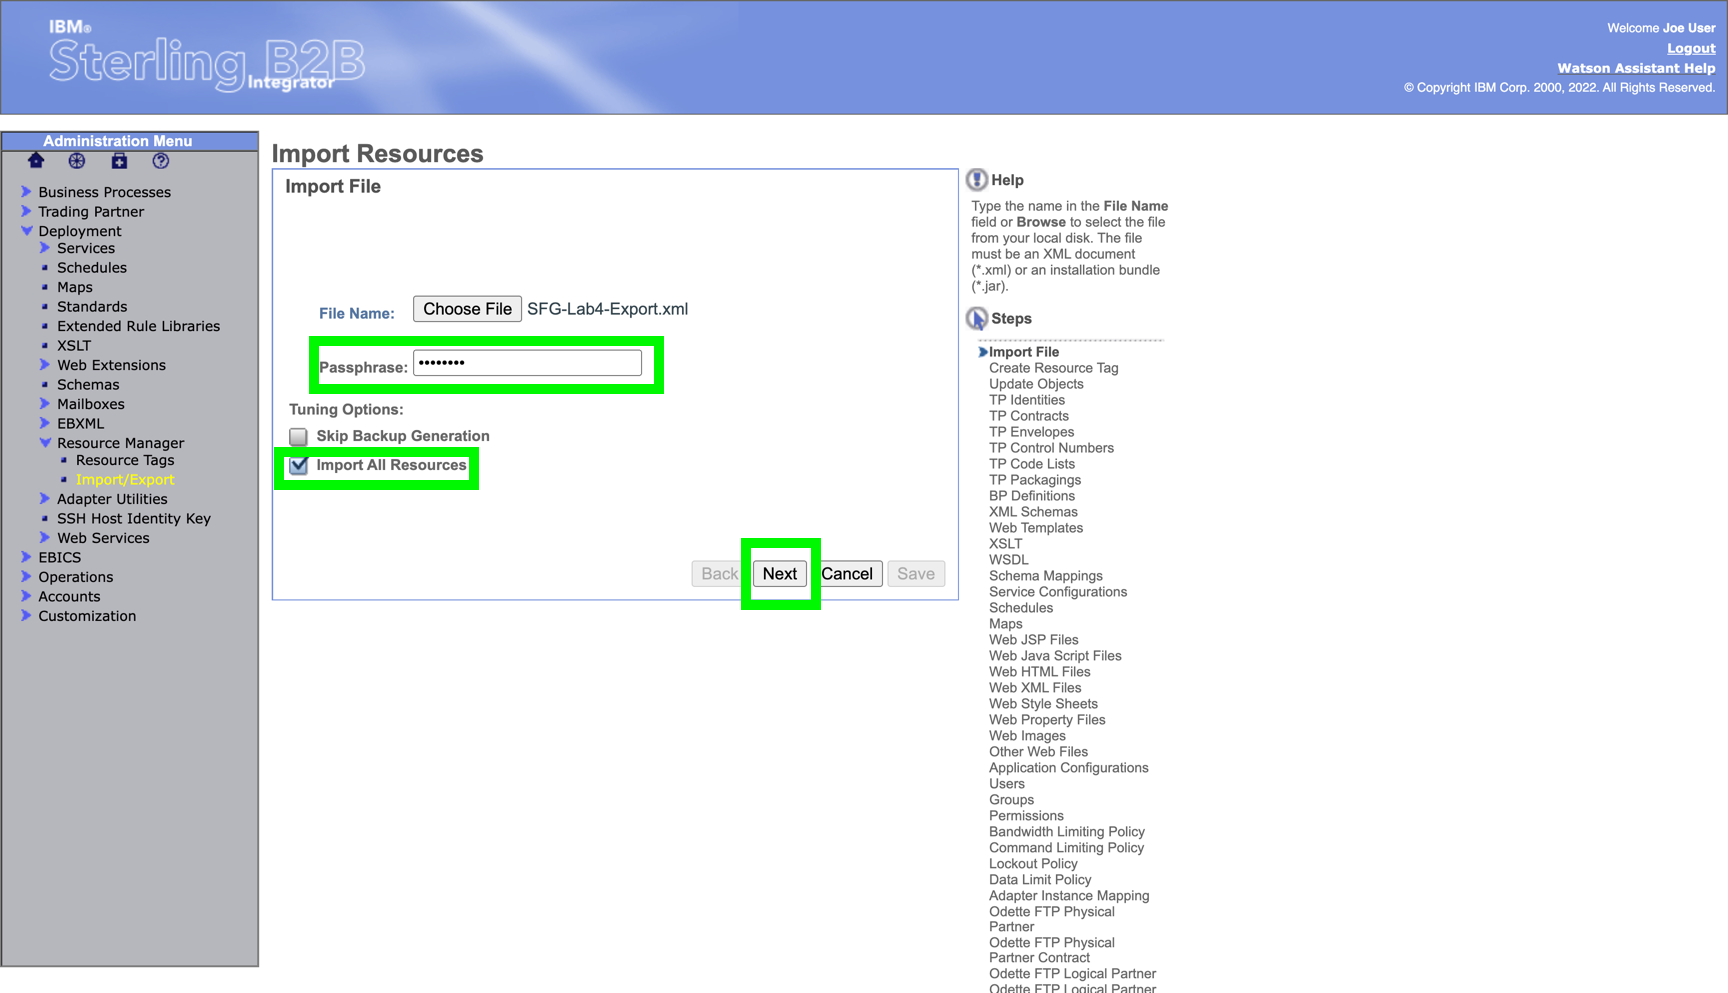 IBM®
Sterling B2B
Integrator
Welcome Joe User
Logout
Watson Assistant Help
© Copyright IBM Corp. 2000, 2022. All Rights Reserved.
Administration Menu
Business Processes
Trading Partner
Deployment
Services
Schedules
Maps
Standards
Extended Rule Libraries
XSLT
Web Extensions
Schemas
Mailboxes
EBXML
Resource Manager
Resource Tags
Import/Export
Adapter Utilities
SSH Host Identity Key
Web Services
EBICS
Operations
Accounts
Customization
Import Resources
Import File
File Name: Choose File SFG-Lab4-Export.xml
Passphrase: ••••••••
Tuning Options:
Skip Backup Generation
Import All Resources
Back Next Cancel Save
Help
Type the name in the File Name
field or Browse to select the file
from your local disk. The file
must be an XML document
(*.xml) or an installation bundle
(*.jar).
Steps
Import File
Create Resource Tag
Update Objects
TP Identities
TP Contracts
TP Envelopes
TP Control Numbers
TP Code Lists
TP Packagings
BP Definitions
XML Schemas
Web Templates
XSLT
WSDL
Schema Mappings
Service Configurations
Schedules
Maps
Web JSP Files
Web Java Script Files
Web HTML Files
Web XML Files
Web Style Sheets
Web Property Files
Web Images
Other Web Files
Application Configurations
Users
Groups
Permissions
Bandwidth Limiting Policy
Command Limiting Policy
Lockout Policy
Data Limit Policy
Adapter Instance Mapping
Odette FTP Physical
Partner
Odette FTP Physical
Partner Contract
Odette FTP Logical Partner
Odette FTP Logical Partner